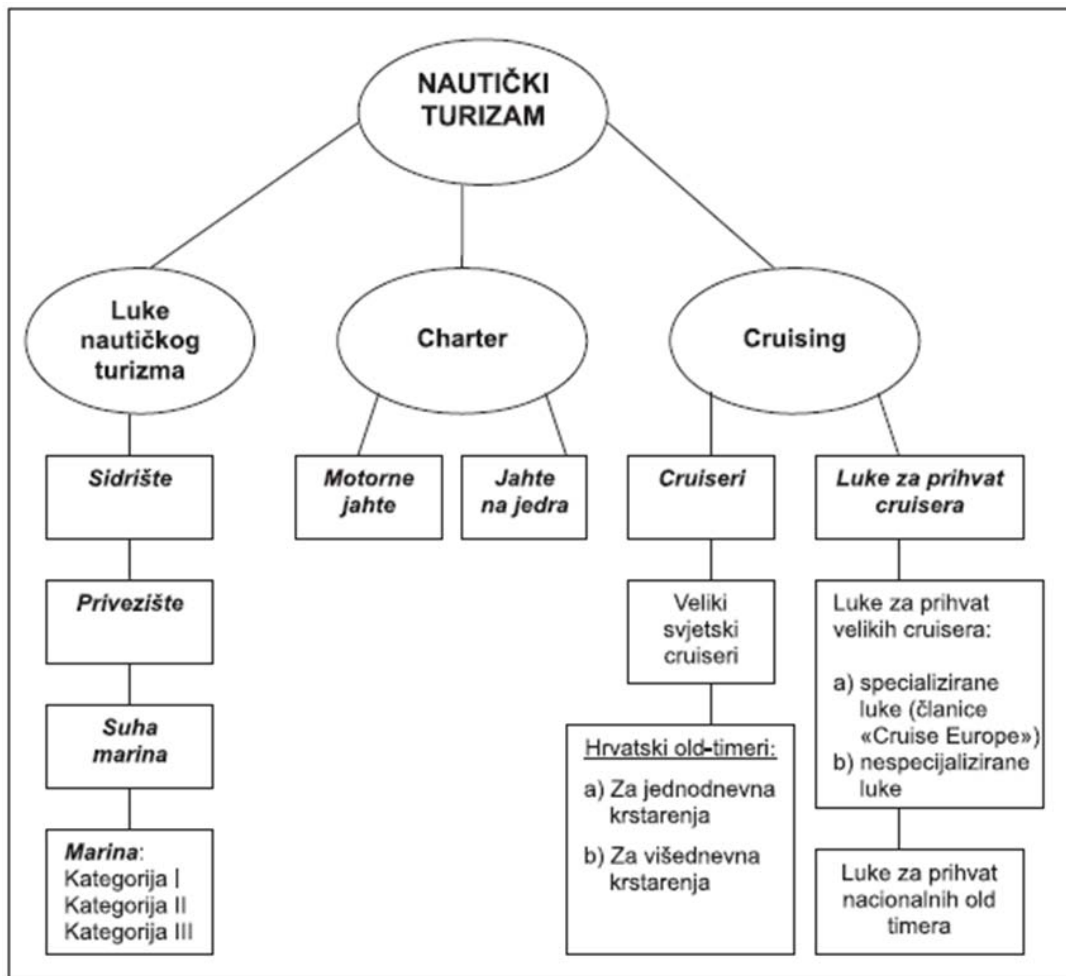 NAUTIČKI
TURIZAM
Luke
nautičkog
turizma
Charter
Cruising
Sidrište
Privezište
Suha
marina
Marina:
Kategorija I
Kategorija II
Kategorija III
Motorne
jahte
Jahte
na jedra
Cruiseri
Veliki
svjetski
cruiseri
Hrvatski old-timeri:
a) Za jednodnevna
krstarenja
b) Za višednevna
krstarenja
Luke za prihvat
cruisera
Luke za prihvat
velikih cruisera:
a) specializirane
luke (članice
«Cruise Europe»)
b) nespecijalizirane
luke
Luke za prihvat
nacionalnih old
timera